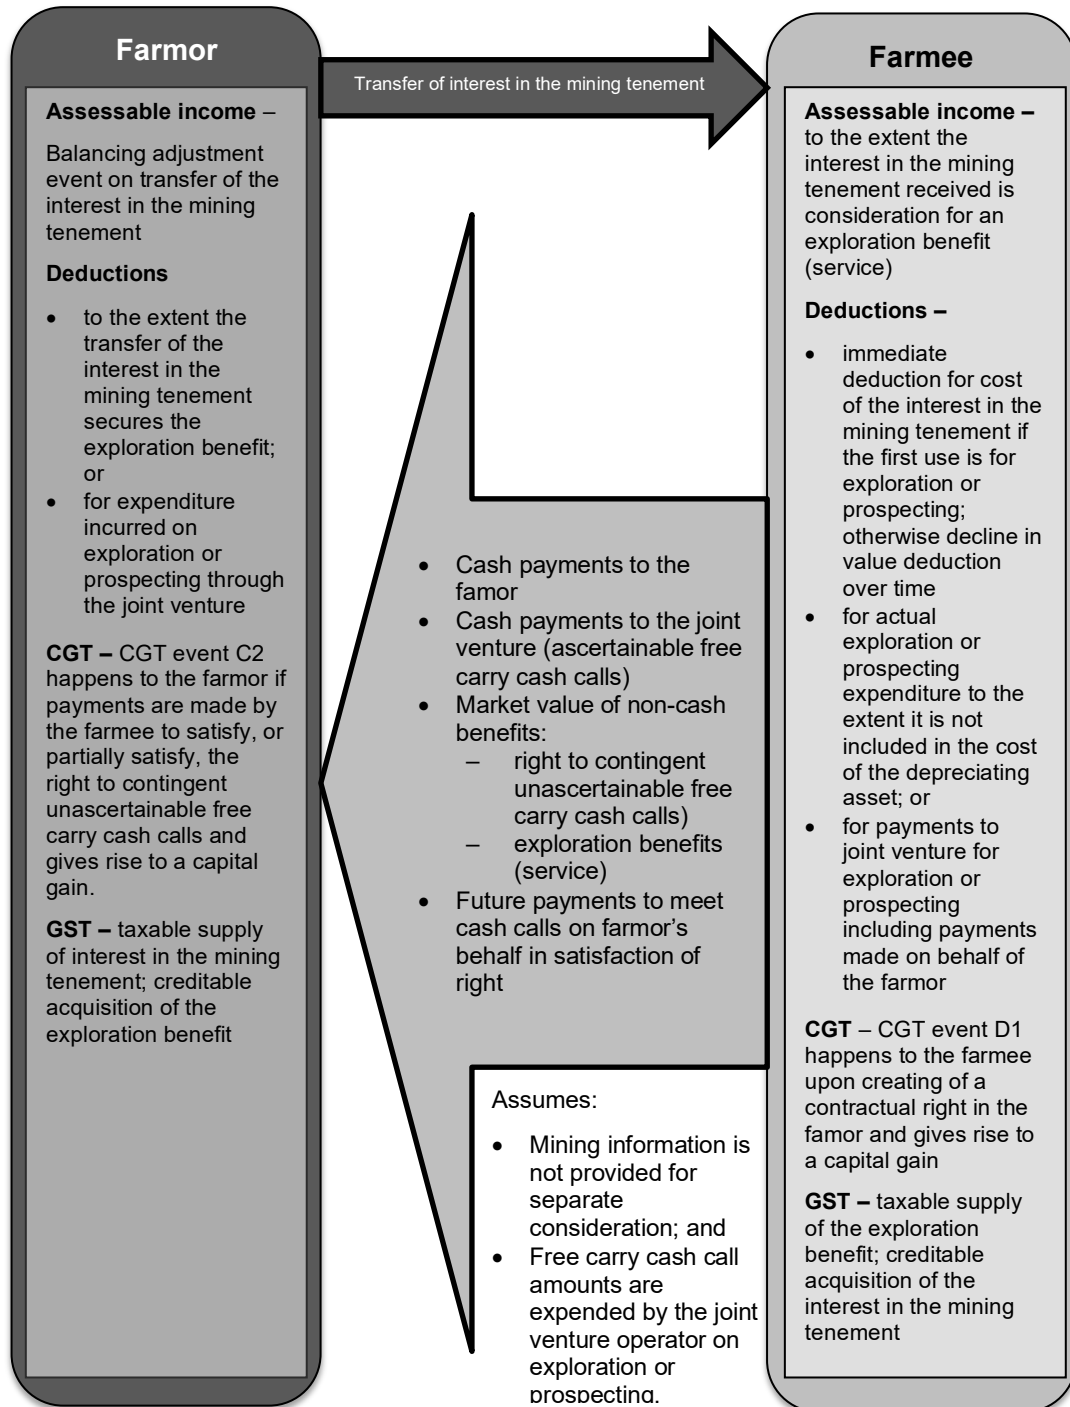 Farmor
Assessable income –
Balancing adjustment
event on transfer of the
interest in the mining
tenement
Deductions
• to the extent the
transfer of the
interest in the
mining tenement
secures the
exploration benefit;
or
• for expenditure
incurred on
exploration or
prospecting through
the joint venture
CGT – CGT event C2
happens to the farmor if
payments are made by
the farmee to satisfy, or
partially satisfy, the
right to contingent
unascertainable free
carry cash calls and
gives rise to a capital
gain.
GST – taxable supply
of interest in the mining
tenement; creditable
acquisition of the
exploration benefit
Transfer of interest in the mining tenement
• Cash payments to the
famor
• Cash payments to the joint
venture (ascertainable free
carry cash calls)
• Market value of non-cash
benefits:
– right to contingent
unascertainable free
carry cash calls)
– exploration benefits
(service)
• Future payments to meet
cash calls on farmor’s
behalf in satisfaction of
right
Assumes:
• Mining information is
not provided for
separate
consideration; and
• Free carry cash call
amounts are
expended by the joint
venture operator on
exploration or
prospecting.
Farmee
Assessable income –
to the extent the
interest in the mining
tenement received is
consideration for an
exploration benefit
(service)
Deductions –
• immediate
deduction for cost
of the interest in the
mining tenement if
the first use is for
exploration or
prospecting;
otherwise decline in
value deduction
over time
• for actual
exploration or
prospecting
expenditure to the
extent it is not
included in the cost
of the depreciating
asset; or
• for payments to
joint venture for
exploration or
prospecting
including payments
made on behalf of
the farmor
CGT – CGT event D1
happens to the farmee
upon creating of a
contractual right in the
famor and gives rise to
a capital gain
GST – taxable supply
of the exploration
benefit; creditable
acquisition of the
interest in the mining
tenement